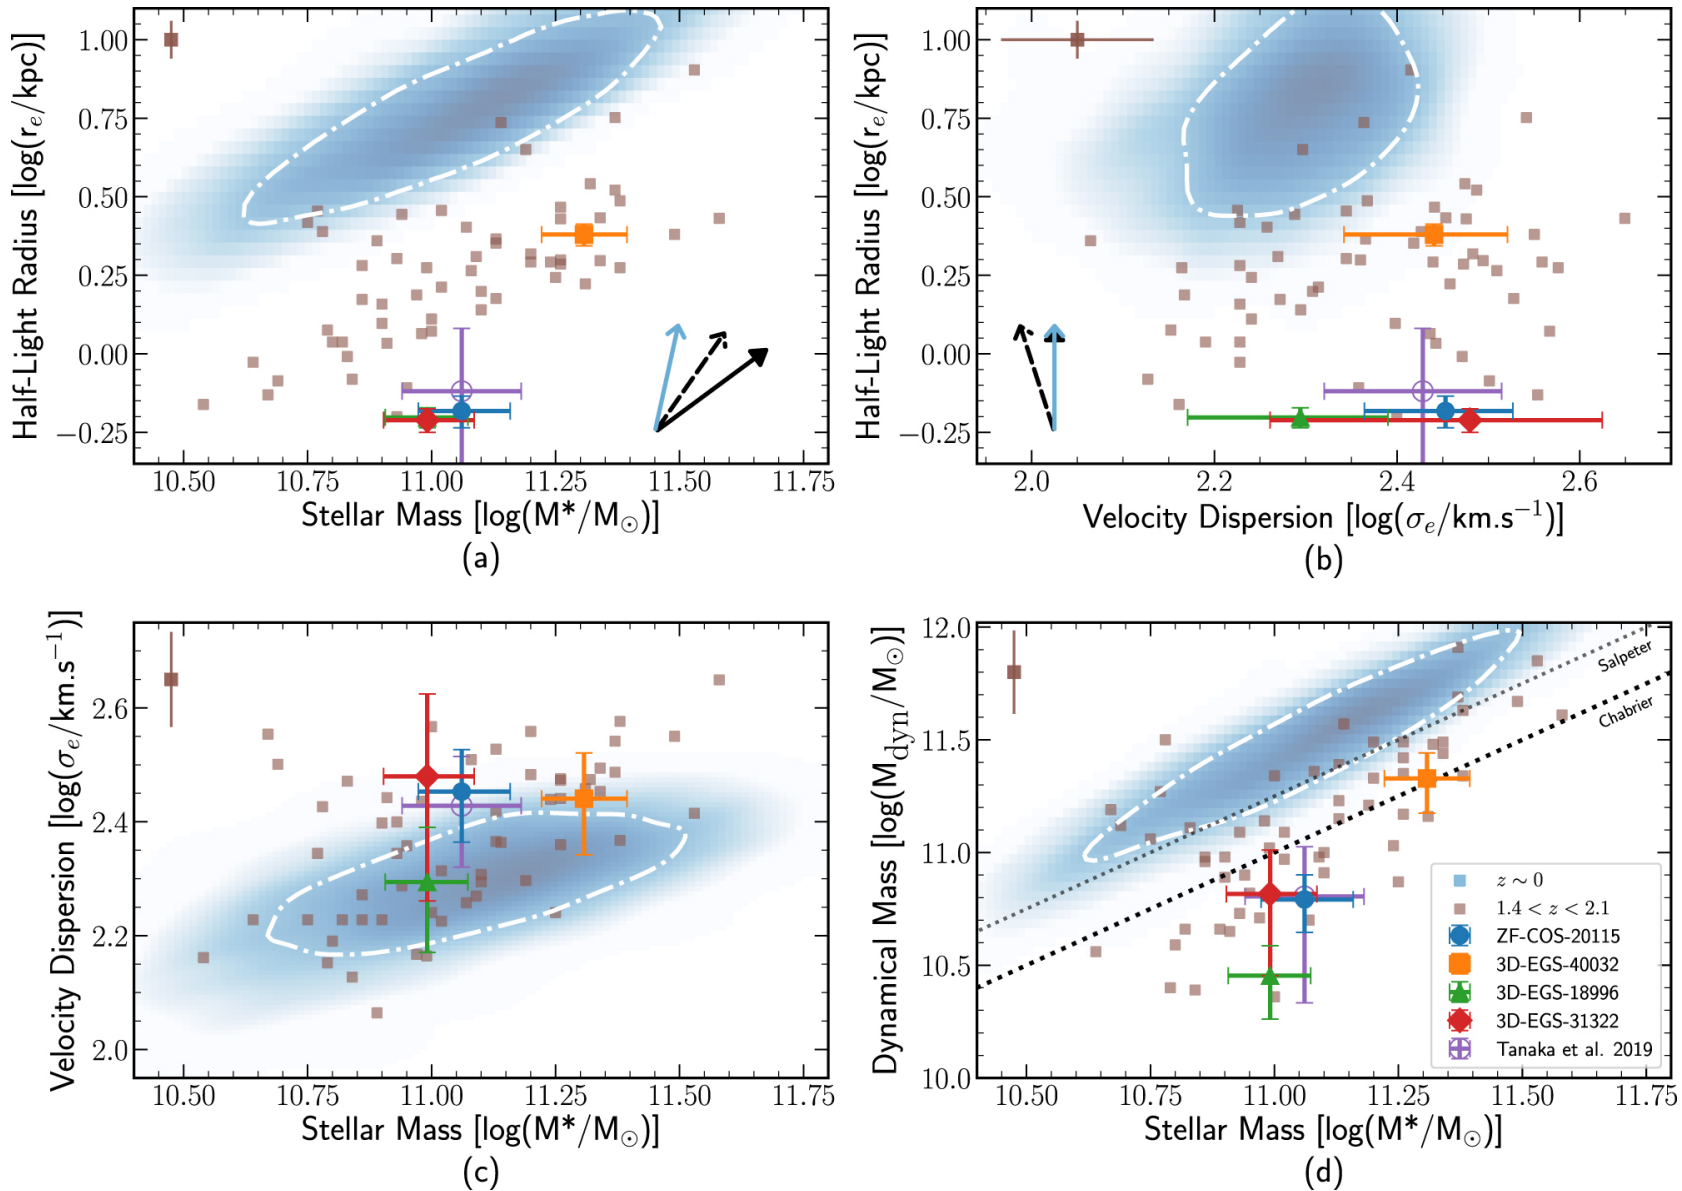 1.00
0.75
0.50
0.25
0.00
−0.25
Half-Light Radius [log(r_e/kpc)]
10.50 10.75 11.00 11.25 11.50 11.75
Stellar Mass [log(M*/M☉)]
(a)
1.00
0.75
0.50
0.25
0.00
−0.25
Half-Light Radius [log(r_e/kpc)]
2.0 2.2 2.4 2.6
Velocity Dispersion [log(σ_e/km.s⁻¹)]
(b)
2.6
2.4
2.2
2.0
Velocity Dispersion [log(σ_e/km.s⁻¹)]
10.50 10.75 11.00 11.25 11.50 11.75
Stellar Mass [log(M*/M☉)]
(c)
12.0
11.5
11.0
10.5
10.0
Dynamical Mass [log(M_dyn/M☉)]
Salpeter
Chabrier
z ∼ 0
1.4 < z < 2.1
ZF-COS-20115
3D-EGS-40032
3D-EGS-18996
3D-EGS-31322
Tanaka et al. 2019
10.50 10.75 11.00 11.25 11.50 11.75
Stellar Mass [log(M*/M☉)]
(d)